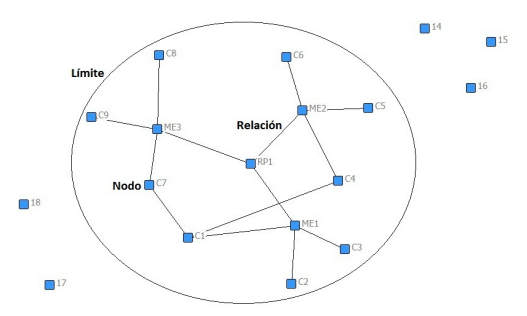 14
15
C8
C6
Límite
16
C9
ME3
ME2
C5
Relación
RP1
Nodo
C7
C4
18
C1
ME1
C3
C2
17